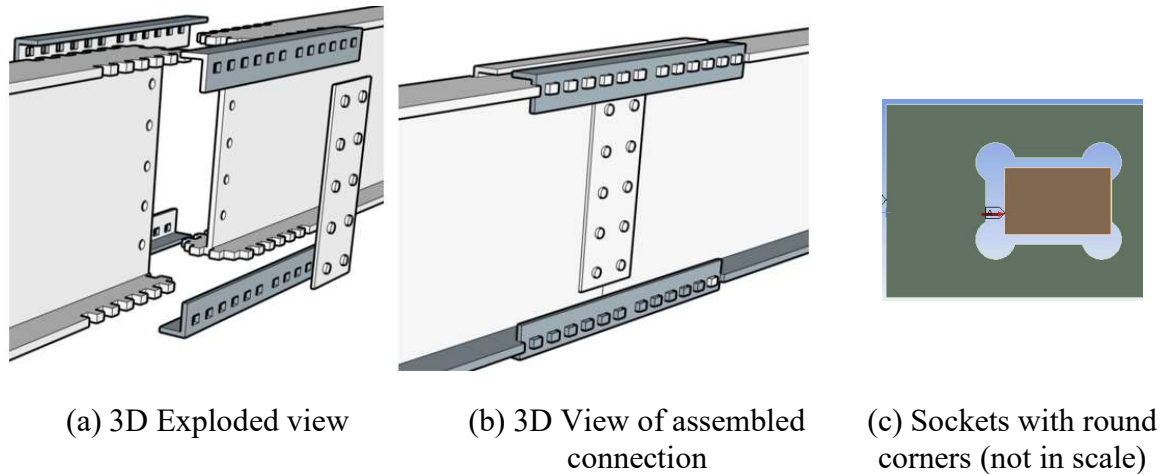 (a) 3D Exploded view
(b) 3D View of assembled
connection
(c) Sockets with round
corners (not in scale)